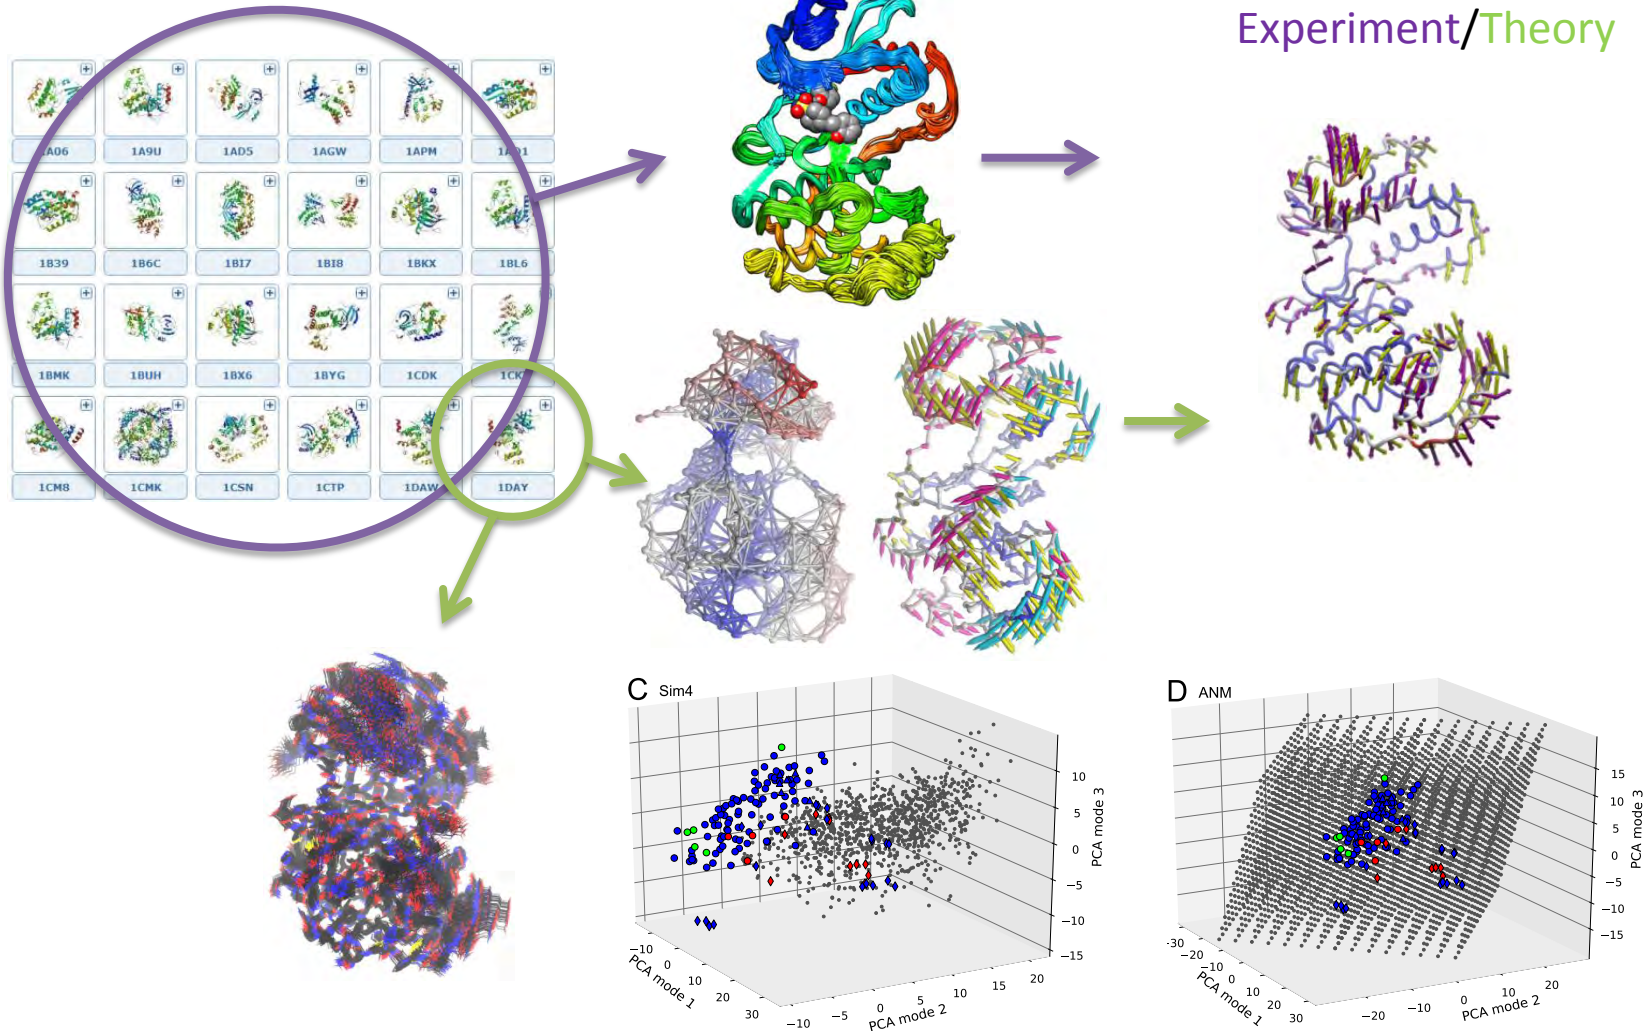 Experiment/Theory
1A06 1A9U 1AD5 1AGW 1APM
1B39 1B6C 1BI7 1BI8 1BKX 1BL6
1BMK 1BUH 1BX6 1BYG 1CDK
1CM8 1CMK 1CSN 1CTP 1DAW 1DAY
C Sim4
10
5
0
−5
−10
−15
PCA mode 3
−10
0
10
20
30
PCA mode 1
−10 −5 0 5 10 15 20
PCA mode 2
D ANM
15
10
5
0
−5
−10
−15
PCA mode 3
-30
−20
−10
0
10
20
30
PCA mode 1
−20 −10 0 10 20
PCA mode 2